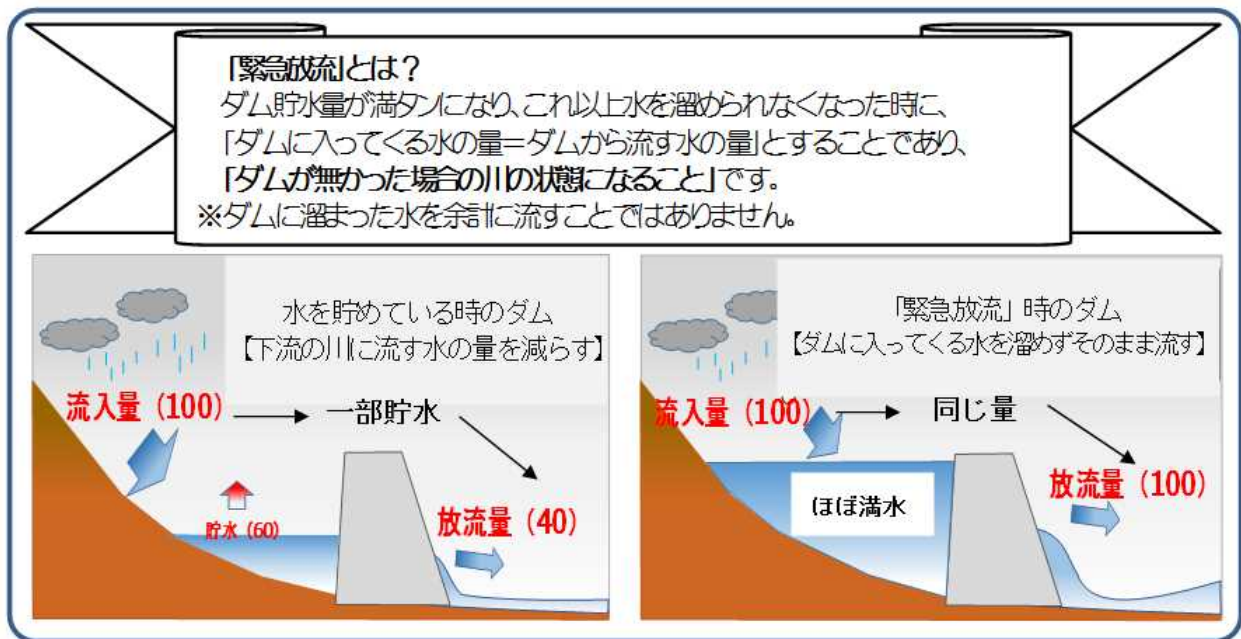 「緊急放流」とは？
ダム貯水量が満タンになり、これ以上水を溜められなくなった時に、
「ダムに入ってくる水の量＝ダムから流す水の量」とすることであり、
「ダムが無かった場合の川の状態になること」です。
※ダムに溜まった水を余計に流すことではありません。
水を貯めている時のダム
【下流の川に流す水の量を減らす】
流入量（100）
一部貯水
貯水（60）
放流量（40）
「緊急放流」時のダム
【ダムに入ってくる水を溜めずそのまま流す】
流入量（100）
同じ量
ほぼ満水
放流量（100）